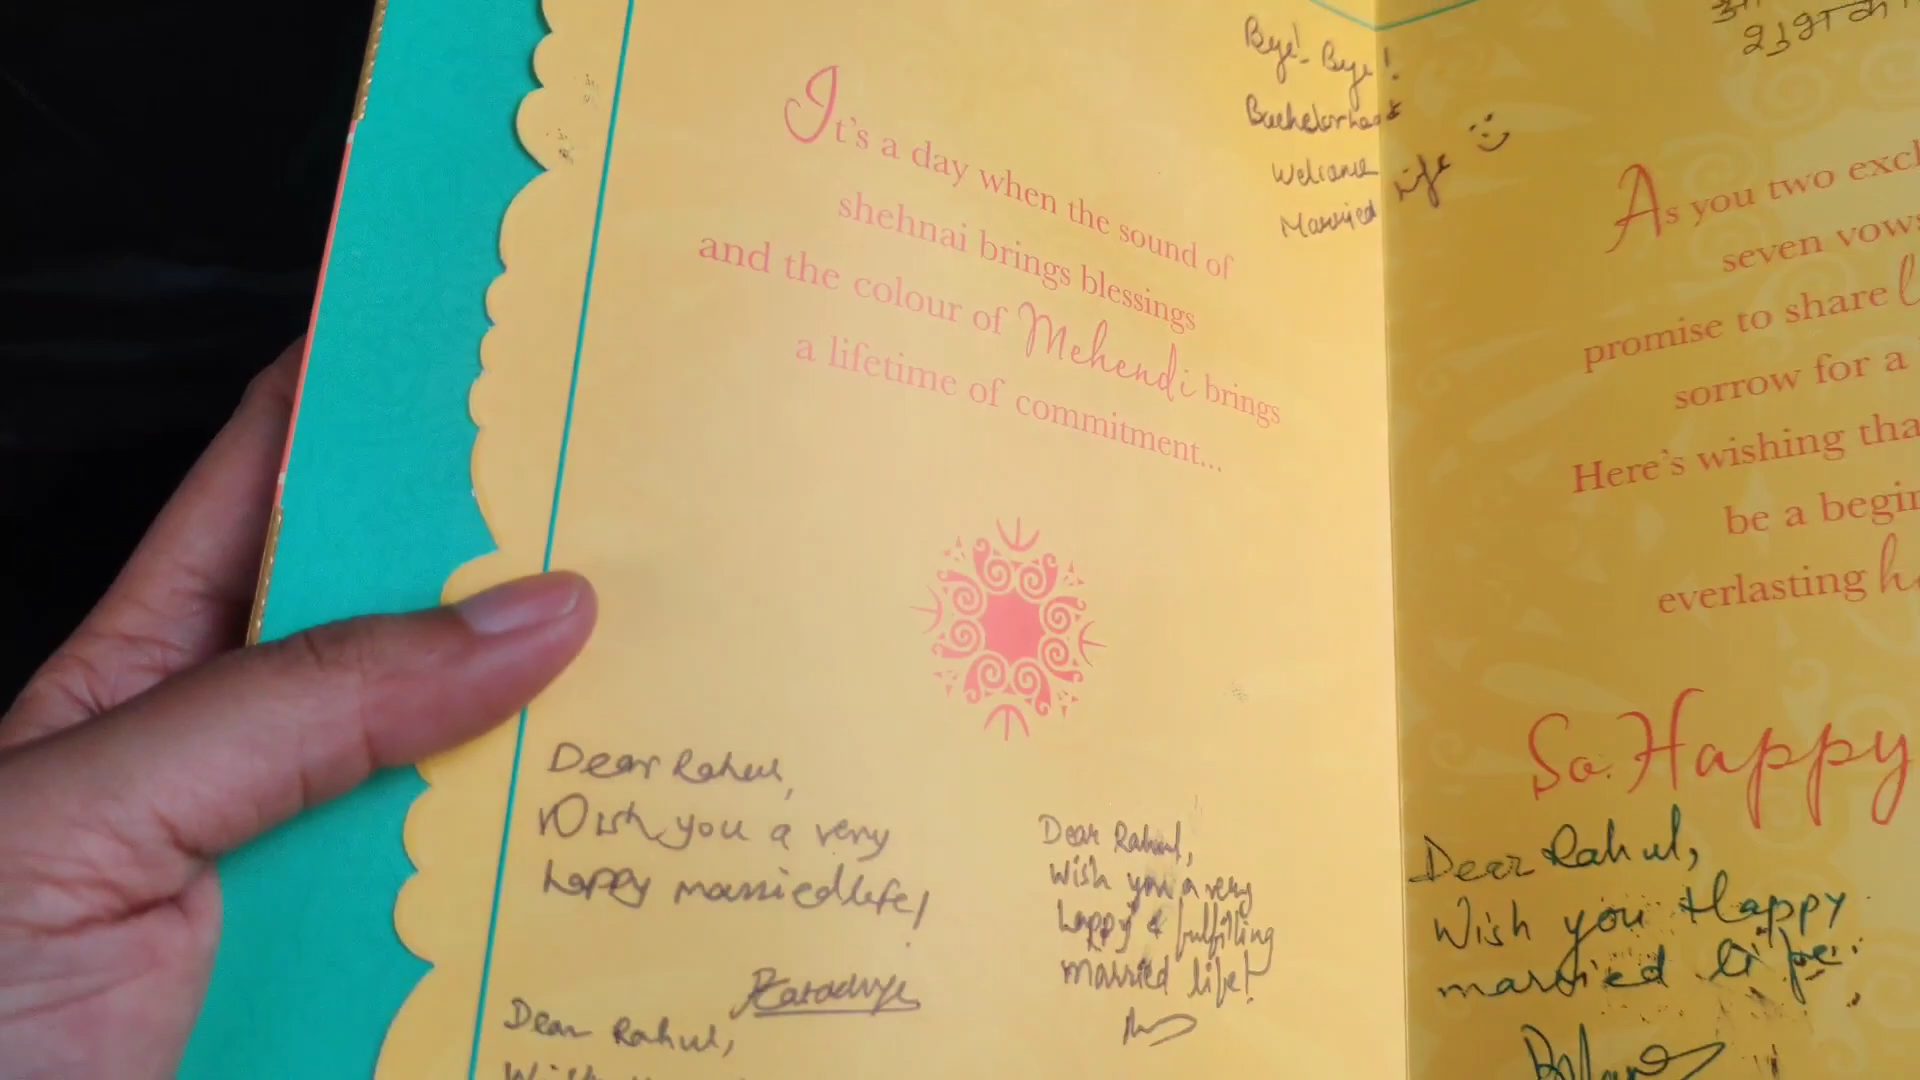 It's a day when the sound of
shehnai brings blessings
and the colour of Mehendi brings
a lifetime of commitment...
Bye! - Bye!
Bachelorhood
Welcome
Married Life
Dear Rahul,
Wish you a very
happy married life!
Dear Rahul,
Wish you a very
happy & fulfilling
married life!
Dear Rahul,
As you two
seven vows
promise to share
sorrow for a
Here's wishing
be a
everlasting
So Happy
Dear Rahul,
Wish you Happy
married life.